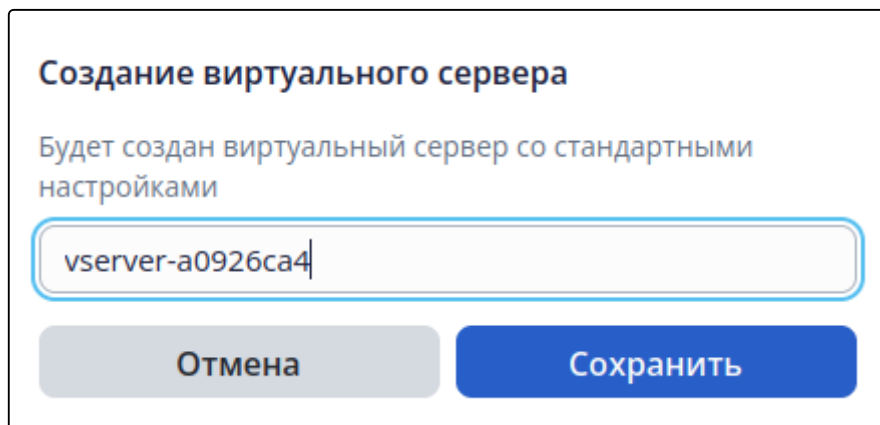 Создание виртуального сервера
Будет создан виртуальный сервер со стандартными
настройками
vserver-a0926ca4
Отмена
Сохранить